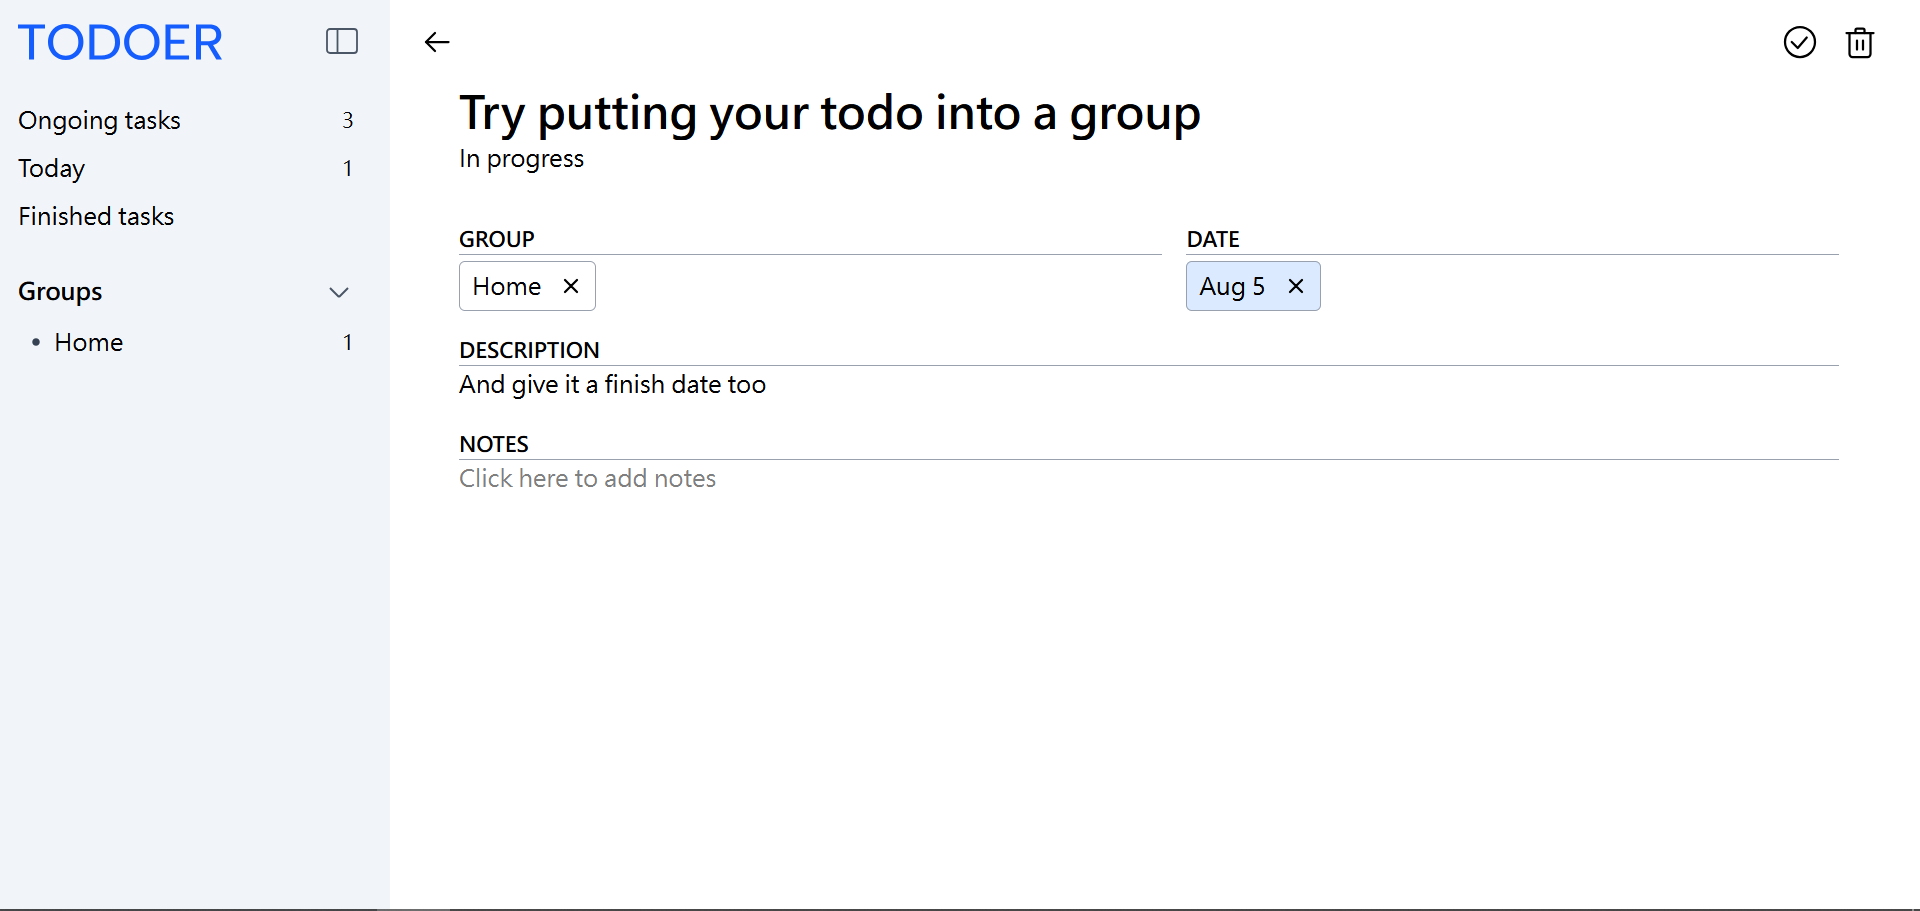 TODOER
Ongoing tasks 3
Today 1
Finished tasks
Groups
• Home 1
Try putting your todo into a group
In progress
GROUP
Home
DATE
Aug 5
DESCRIPTION
And give it a finish date too
NOTES
Click here to add notes